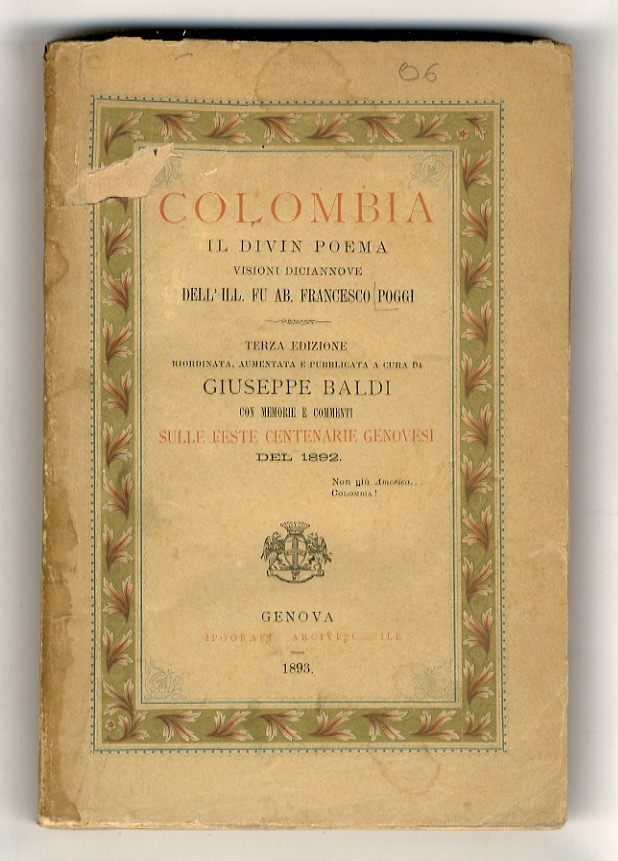 06
COLOMBIA
IL DIVIN POEMA
VISIONI DICIANNOVE
DELL' ILL. FU AB. FRANCESCO POGGI
TERZA EDIZIONE
RIORDINATA, AUMENTATA E PUBBLICATA A CURA DI
GIUSEPPE BALDI
CON MEMORIE E COMMENTI
SULLE FESTE CENTENARIE GENOVESI
DEL 1892.
Non più America...
COLOMBIA!
GENOVA
1893.